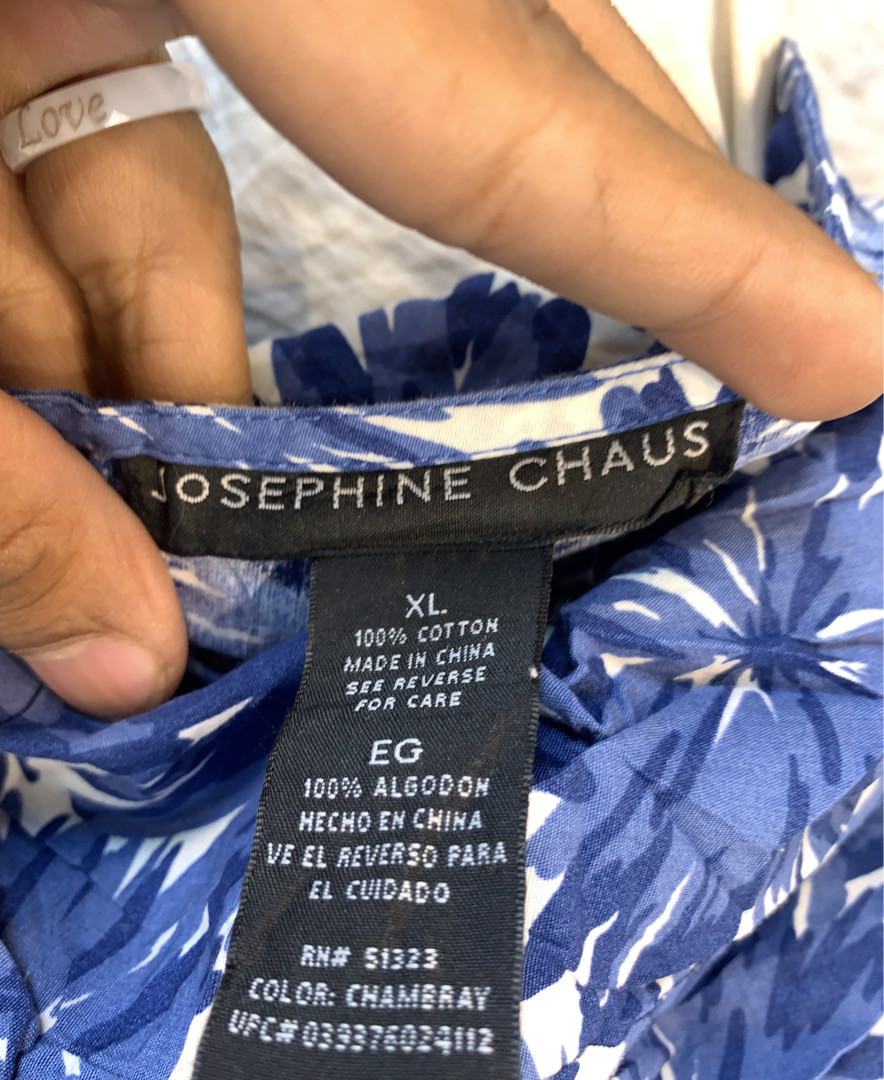 Love
JOSEPHINE CHAUS
XL.
100% COTTON
MADE IN CHINA
SEE REVERSE
FOR CARE
EG
100% ALGODON
HECHO EN CHINA
VE EL REVERSO PARA
EL CUIDADO
RN# 51323
COLOR: CHAMBRAY
UPC# 039376024112